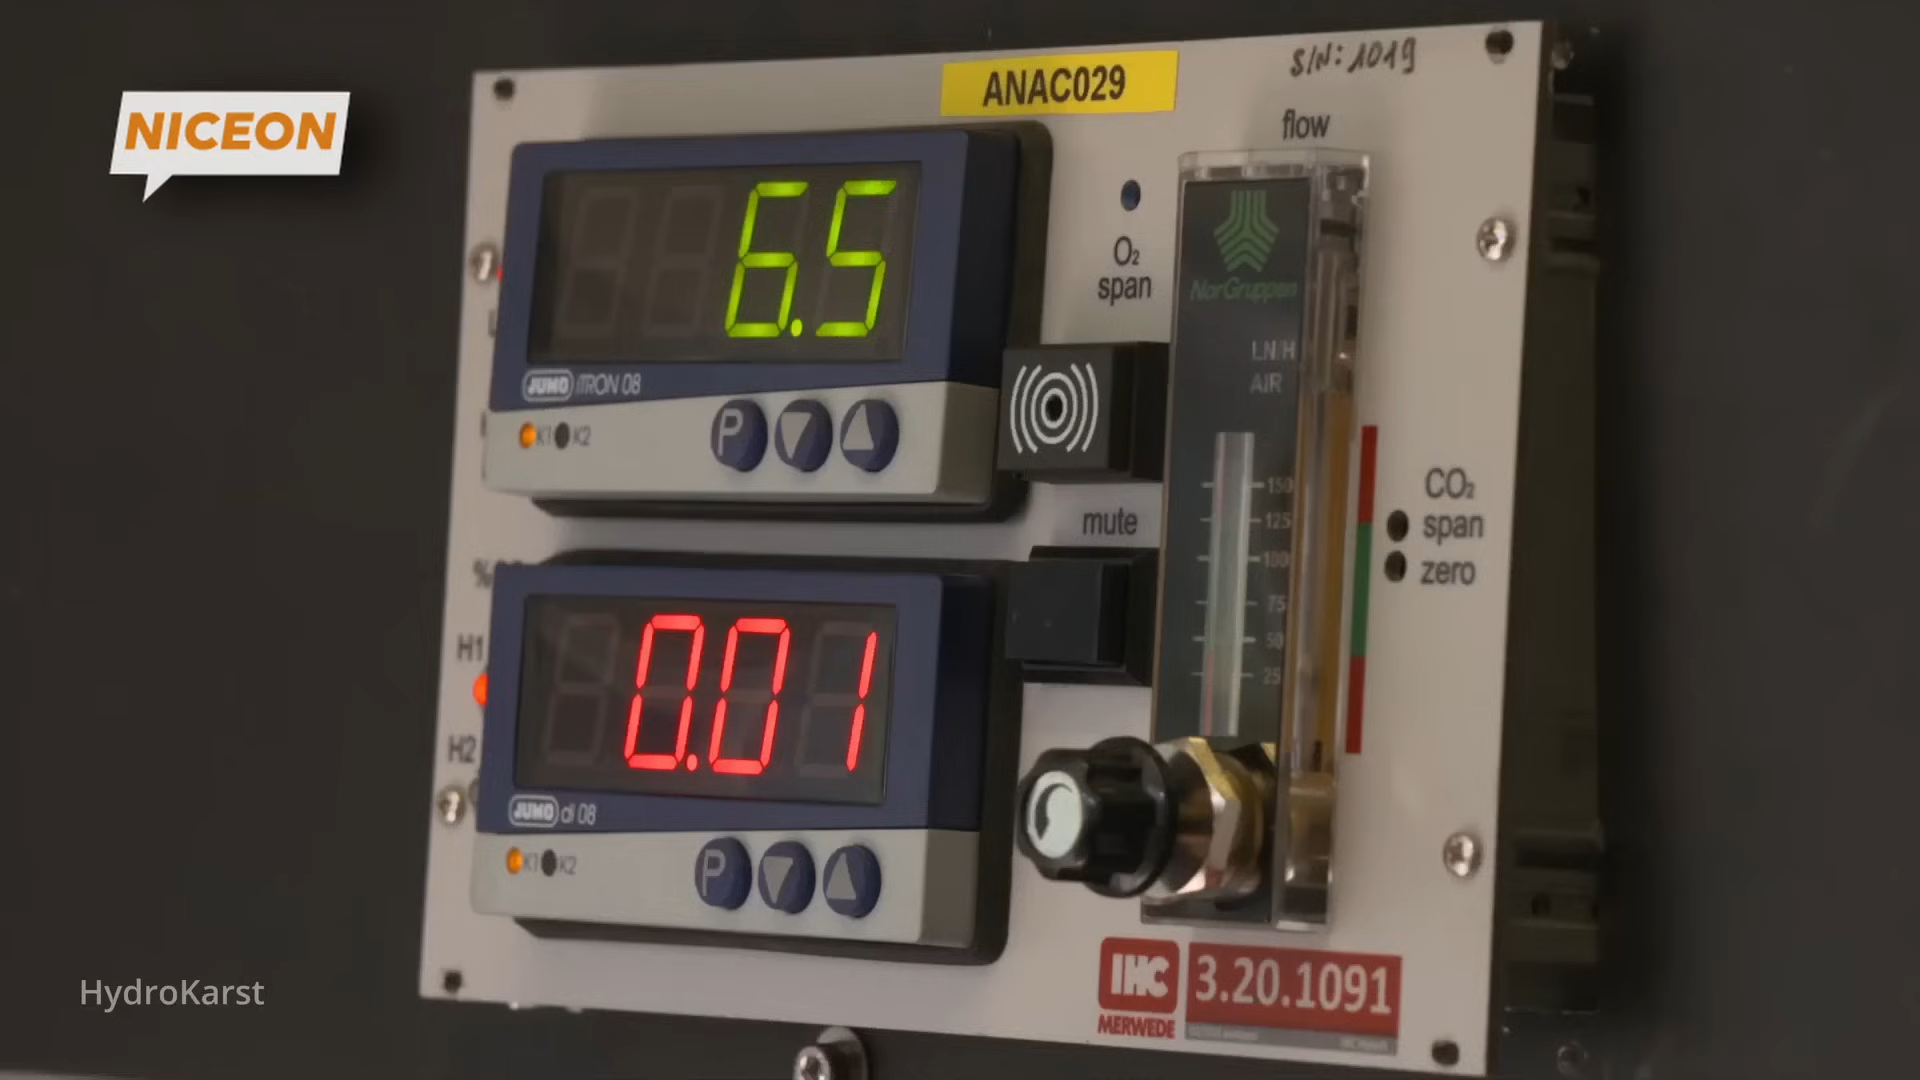 NICEON
ANAC029
S/N: 1019
flow
6.5
O₂
span
NorGruppen
LN/H
AIR
JUMO iTRON 08
K1 K2
P
150
125
100
75
50
25
CO₂
span
zero
mute
H1
0.01
H2
JUMO di 08
K1 K2
P
IHC
MERWEDE
3.20.1091
HydroKarst